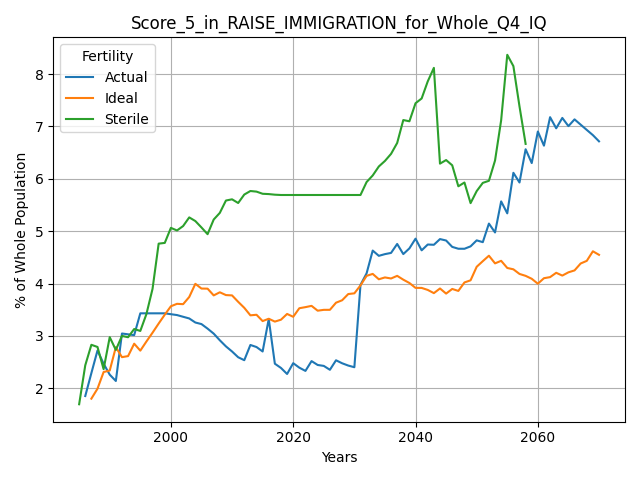 Score_5_in_RAISE_IMMIGRATION_for_Whole_Q4_IQ
Fertility
Actual
Ideal
Sterile
% of Whole Population
8
7
6
5
4
3
2
2000 2020 2040 2060
Years